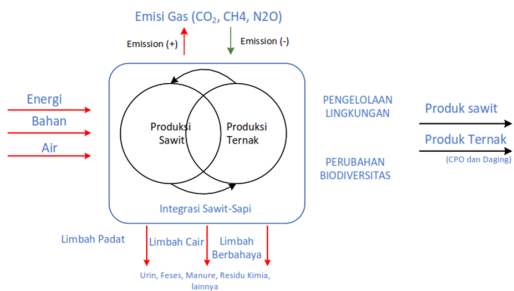 Emisi Gas (CO2, CH4, N2O)
Emission (+)
Emission (-)
Energi
Bahan
Air
Produksi
Sawit
Produksi
Ternak
Integrasi Sawit-Sapi
PENGELOLAAN
LINGKUNGAN
PERUBAHAN
BIODIVERSITAS
Produk sawit
Produk Ternak
(CPO dan Daging)
Limbah Padat
Limbah Cair
Limbah
Berbahaya
Urin, Feses, Manure, Residu Kimia,
lainnya